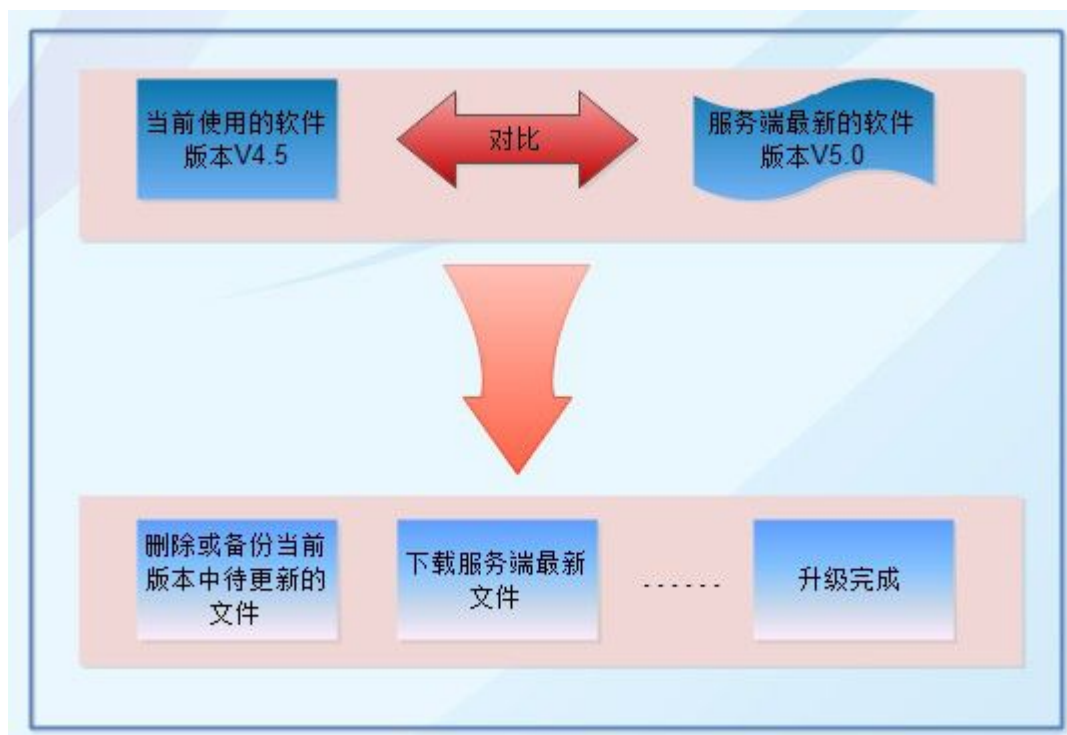 当前使用的软件
版本V4.5
对比
服务端最新的软件
版本V5.0
删除或备份当前
版本中待更新的
文件
下载服务端最新
文件
......
升级完成